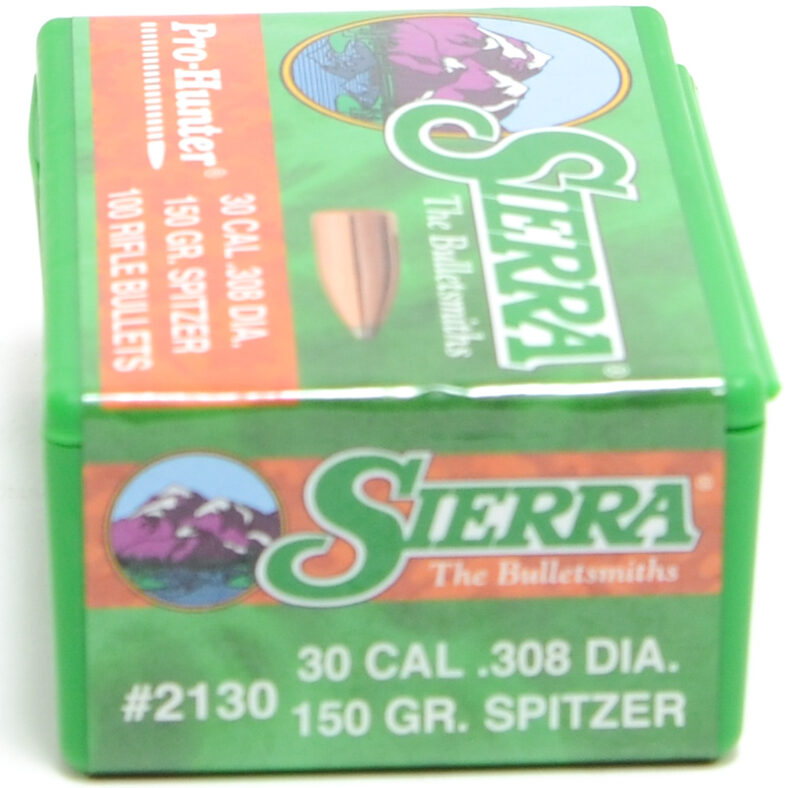 Pro-Hunter®
30 CAL .308 DIA.
150 GR. SPITZER
100 RIFLE BULLETS
SIERRA®
The Bulletsmiths
SIERRA®
The Bulletsmiths
#2130
30 CAL .308 DIA.
150 GR. SPITZER